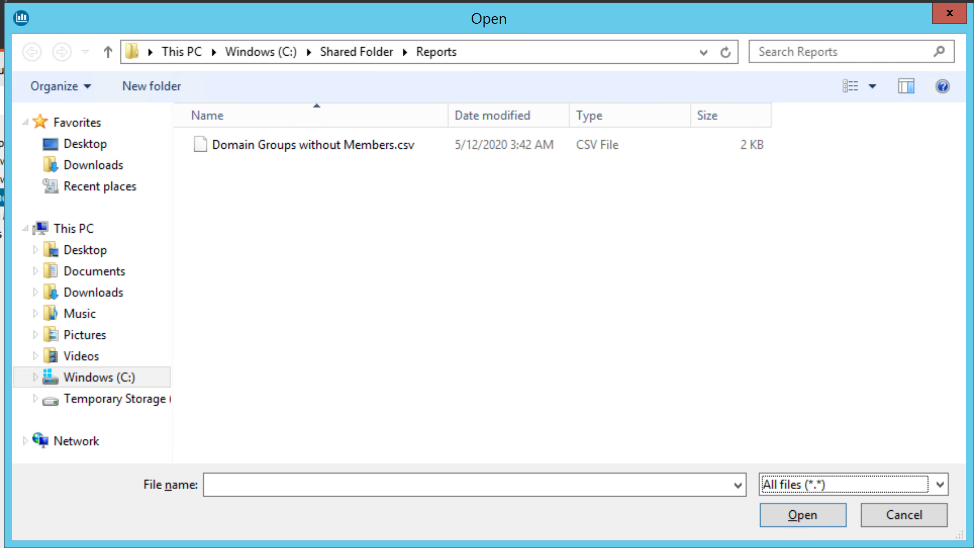 Open
x
This PC Windows (C:) Shared Folder Reports
Search Reports
Organize New folder
Name Date modified Type Size
Domain Groups without Members.csv 5/12/2020 3:42 AM CSV File 2 KB
Favorites
Desktop
Downloads
Recent places
This PC
Desktop
Documents
Downloads
Music
Pictures
Videos
Windows (C:)
Temporary Storage (
Network
File name:
All files (*.*)
Open Cancel